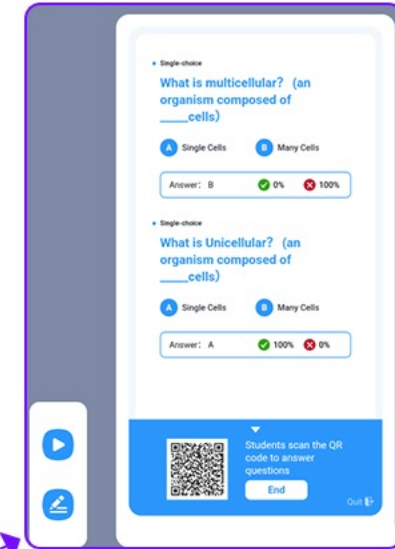 Single-choice
What is multicellular? (an
organism composed of
_____cells)
A Single Cells B Many Cells
Answer: B 0% 100%
Single-choice
What is Unicellular? (an
organism composed of
_____cells)
A Single Cells B Many Cells
Answer: A 100% 0%
Students scan the QR
code to answer
questions
End
Quit